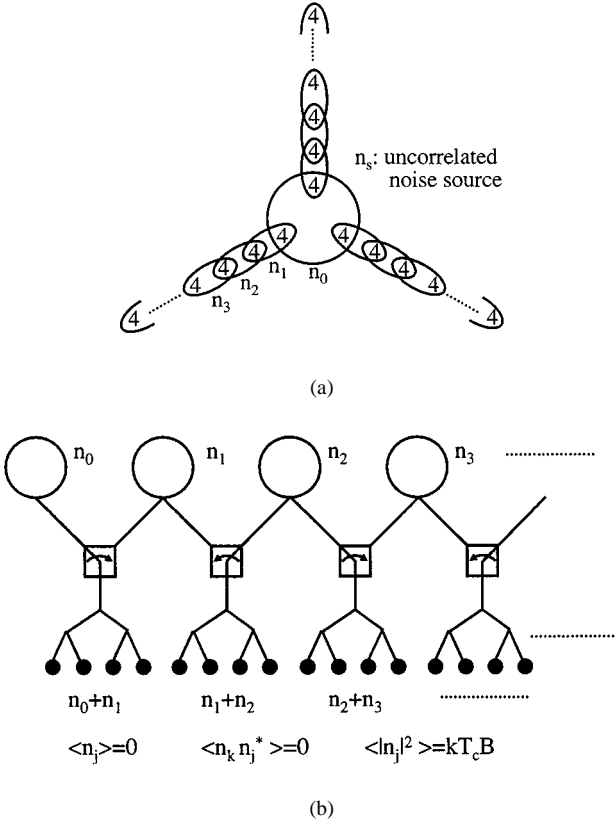 4
4
4
4
4
n_s: uncorrelated
noise source
4 4
4 4
4 4
4 4
n_1
n_0
n_2
n_3
4 4
(a)
n_0 n_1 n_2 n_3
n_0+n_1 n_1+n_2 n_2+n_3
<n_j>=0 <n_k n_j^*>=0 <|n_j|^2>=kT_cB
(b)